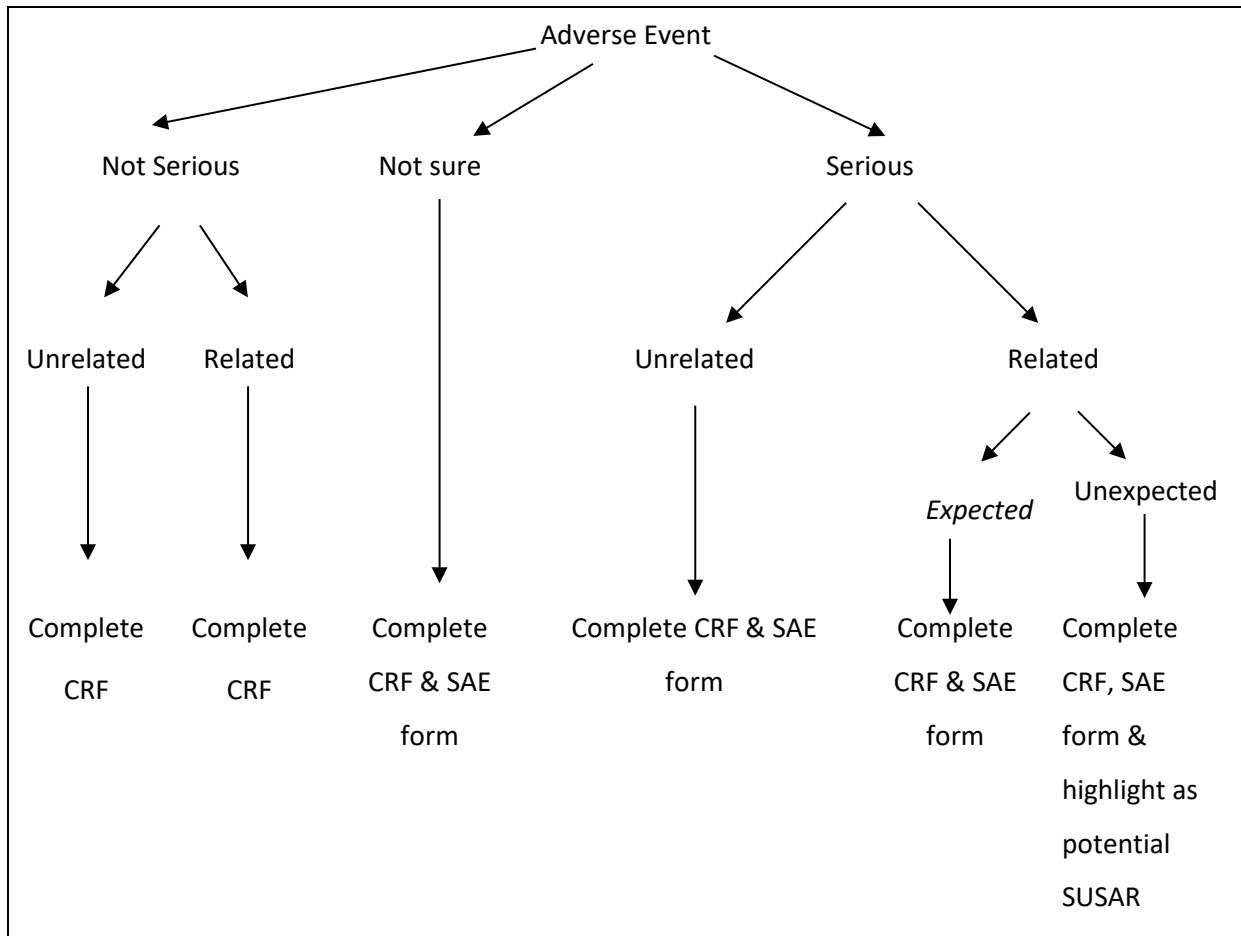 Adverse Event
Not Serious
Not sure
Serious
Unrelated
Related
Unrelated
Related
Expected
Unexpected
Complete
CRF
Complete
CRF
Complete
CRF & SAE
form
Complete CRF & SAE
form
Complete
CRF & SAE
form
Complete
CRF, SAE
form &
highlight as
potential
SUSAR